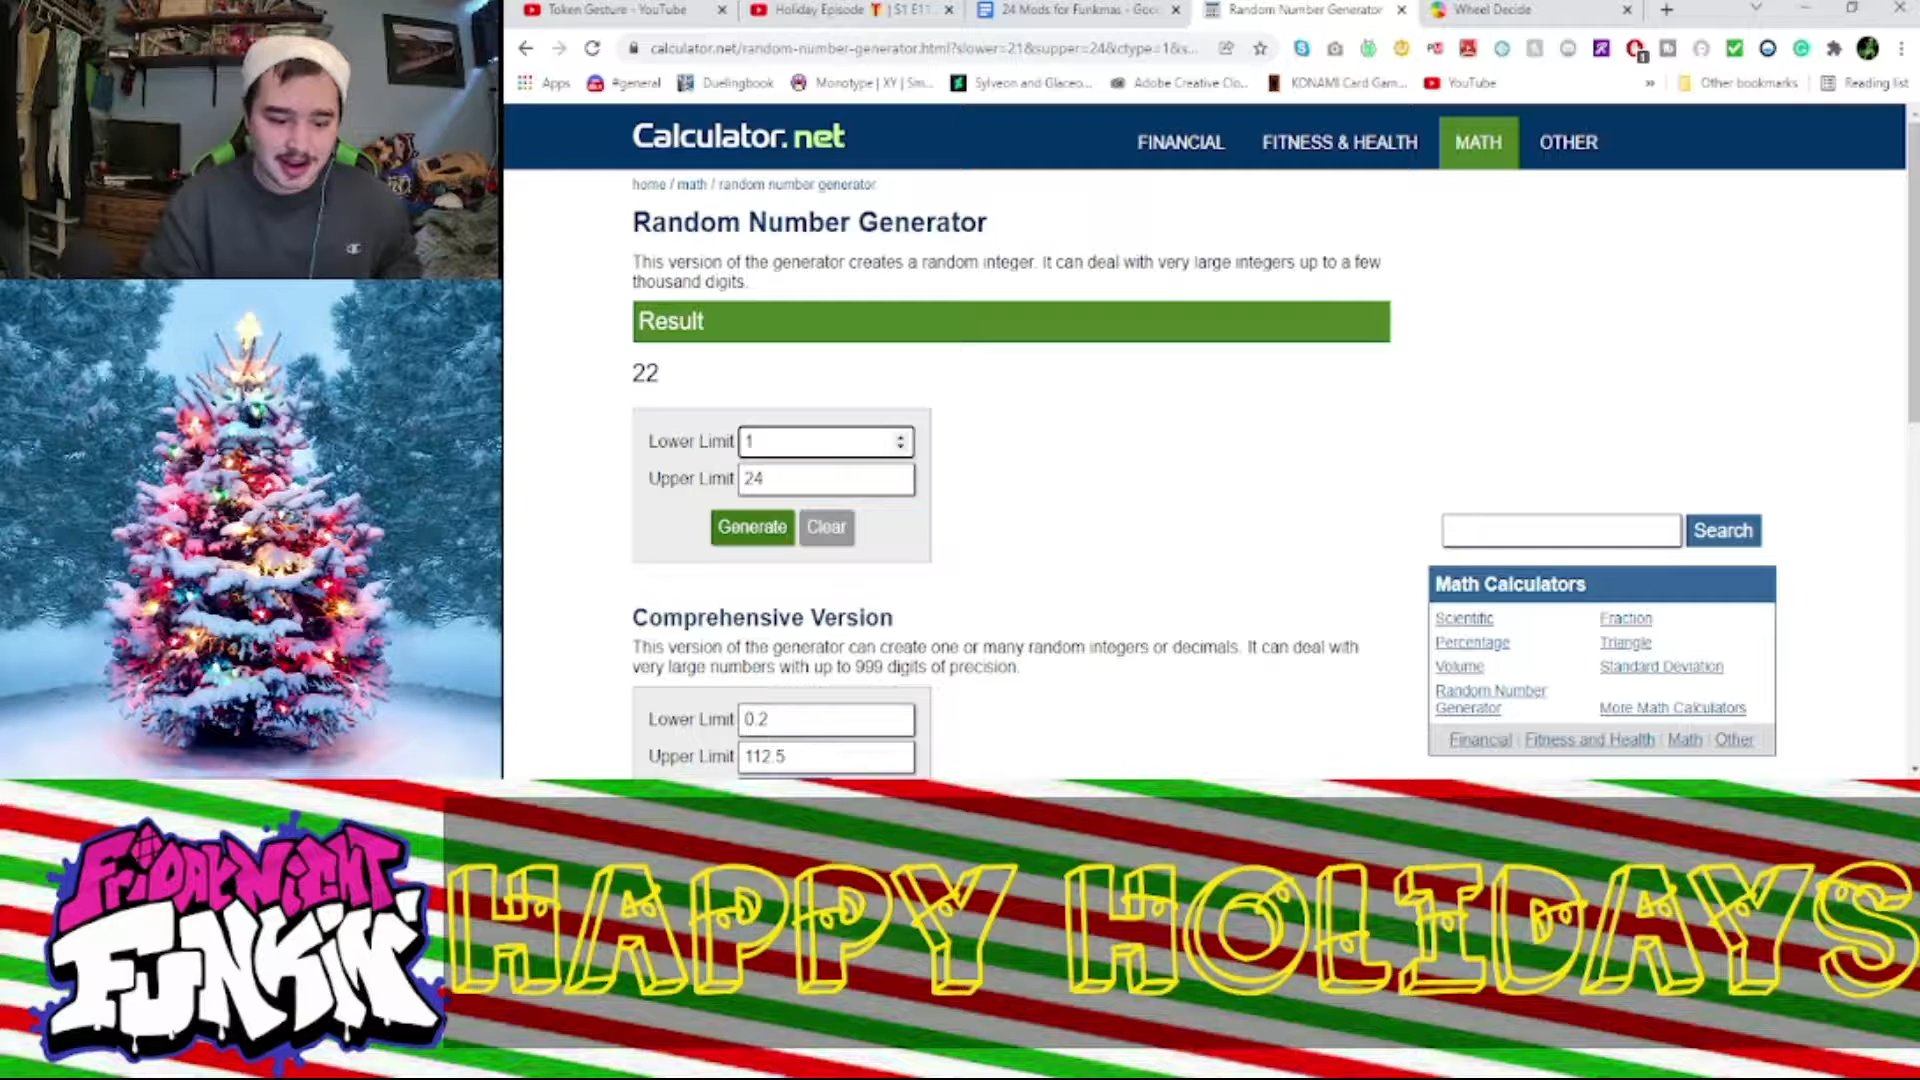 Token Gesture - YouTube
Holiday Episode | S1 E11...
24 Mods for Funkmas - Goo
Random Number Generator
Wheel Decide
calculator.net/random-number-generator.html?slower=21&supper=24&ctype=1&s...
Apps
#general
Duelingbook
Monotype | XY | Sm...
Sylveon and Glaceo...
Adobe Creative Clo...
KONAMI Card Gam...
YouTube
»
Other bookmarks
Reading list
Calculator.net
FINANCIAL
FITNESS & HEALTH
MATH
OTHER
home / math / random number generator
Random Number Generator
This version of the generator creates a random integer. It can deal with very large integers up to a few
thousand digits.
Result
22
Lower Limit 1
Upper Limit 24
Generate Clear
Search
Comprehensive Version
This version of the generator can create one or many random integers or decimals. It can deal with
very large numbers with up to 999 digits of precision.
Lower Limit 0.2
Upper Limit 112.5
Math Calculators
Scientific Fraction
Percentage Triangle
Volume Standard Deviation
Random Number
Generator More Math Calculators
Financial | Fitness and Health | Math | Other
FRIDAY NIGHT
FUNKIN'
HAPPY HOLIDAYS